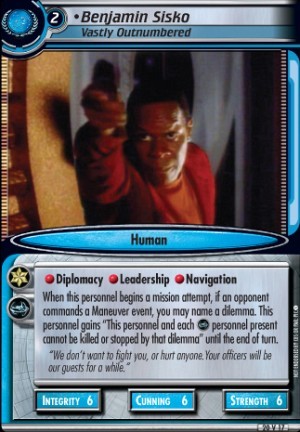 2
•Benjamin Sisko
Vastly Outnumbered
Human
Diplomacy Leadership Navigation
When this personnel begins a mission attempt, if an opponent
commands a Maneuver event, you may name a dilemma. This
personnel gains "This personnel and each personnel present
cannot be killed or stopped by that dilemma" until the end of turn.
"We don't want to fight you, or hurt anyone. Your officers will be
our guests for a while."
INTEGRITY 6 CUNNING 6 STRENGTH 6